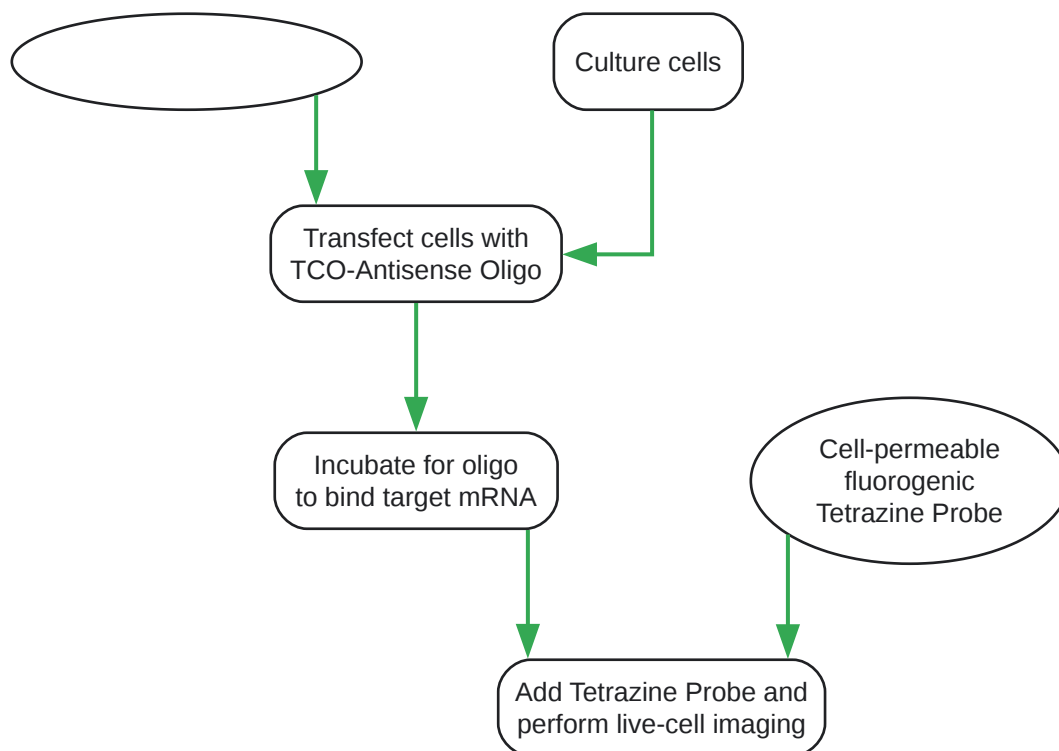 Culture cells
Transfect cells with
TCO-Antisense Oligo
Incubate for oligo
to bind target mRNA
Cell-permeable
fluorogenic
Tetrazine Probe
Add Tetrazine Probe and
perform live-cell imaging